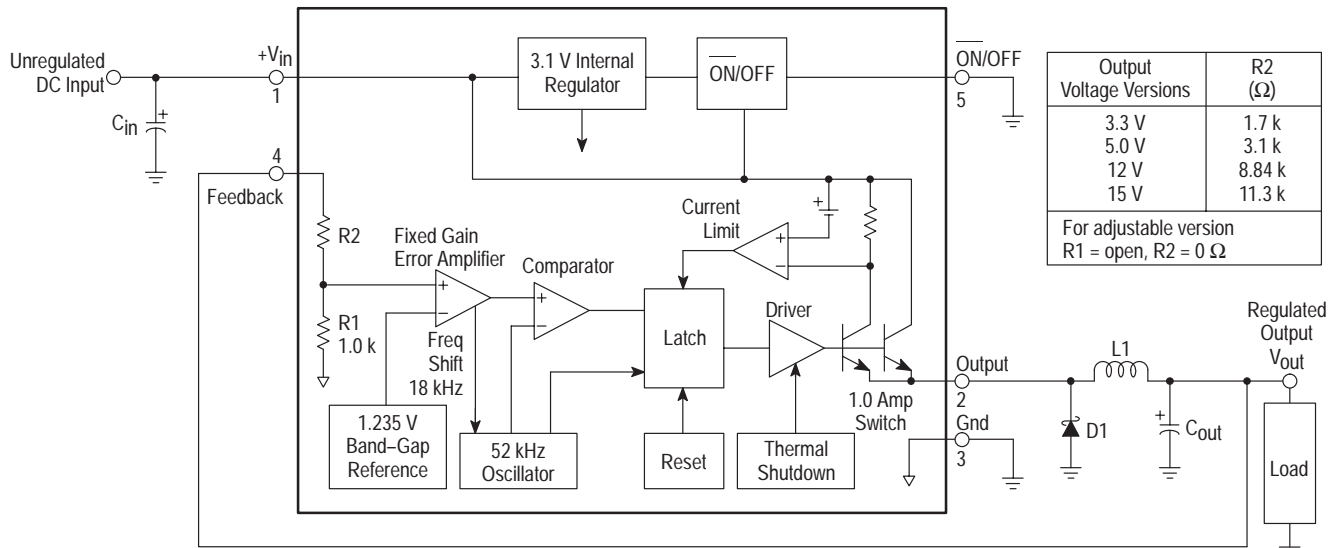 Unregulated
DC Input
Cin
+Vin
1
4
Feedback
3.1 V Internal
Regulator
ON/OFF
ON/OFF
5
Output
Voltage Versions
R2
(Ω)
3.3 V
1.7 k
5.0 V
3.1 k
12 V
8.84 k
15 V
11.3 k
For adjustable version
R1 = open, R2 = 0 Ω
R2
R1
1.0 k
Fixed Gain
Error Amplifier
+
–
Comparator
+
–
Current
Limit
+
–
+
Freq
Shift
18 kHz
Latch
Driver
1.0 Amp
Switch
1.235 V
Band–Gap
Reference
52 kHz
Oscillator
Reset
Thermal
Shutdown
Output
2
Gnd
3
D1
L1
+
Cout
Regulated
Output
Vout
Load
+